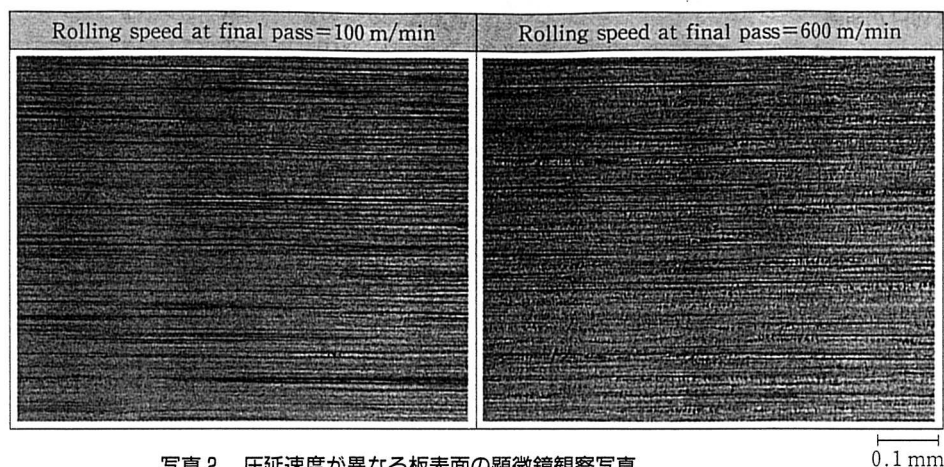 Rolling speed at final pass=100 m/min
Rolling speed at final pass=600 m/min
0.1 mm
写真2 圧延速度が異なる板表面の顕微鏡観察写真